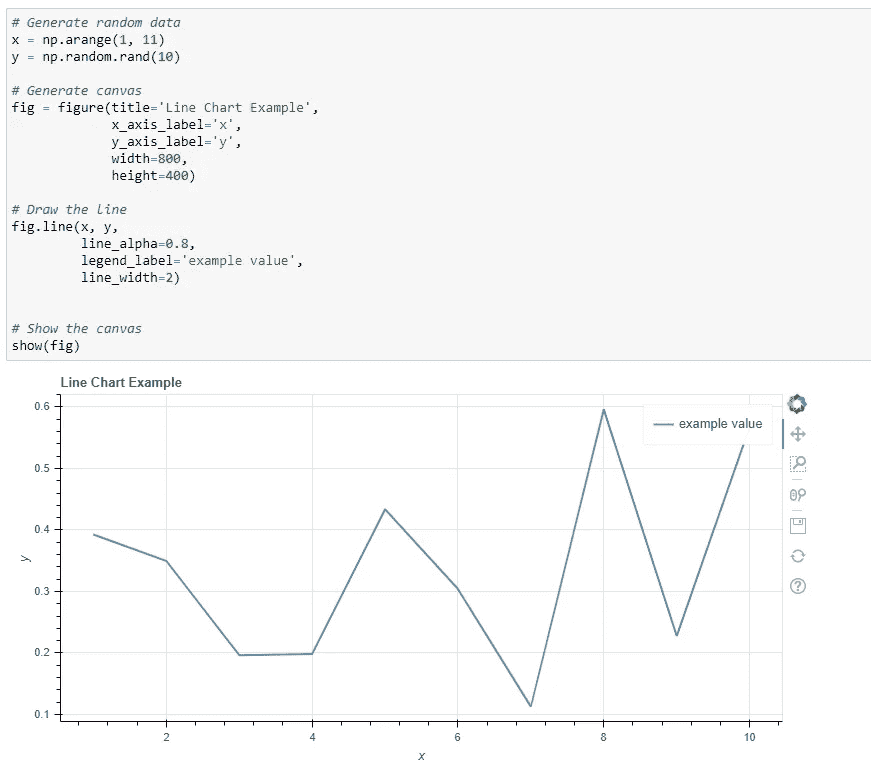 # Generate random data
x = np.arange(1, 11)
y = np.random.rand(10)
# Generate canvas
fig = figure(title='Line Chart Example',
x_axis_label='x',
y_axis_label='y',
width=800,
height=400)
# Draw the line
fig.line(x, y,
line_alpha=0.8,
legend_label='example value',
line_width=2)
# Show the canvas
show(fig)
Line Chart Example
example value
0.6
0.5
0.4
0.3
0.2
0.1
y
2 4 6 8 10
x